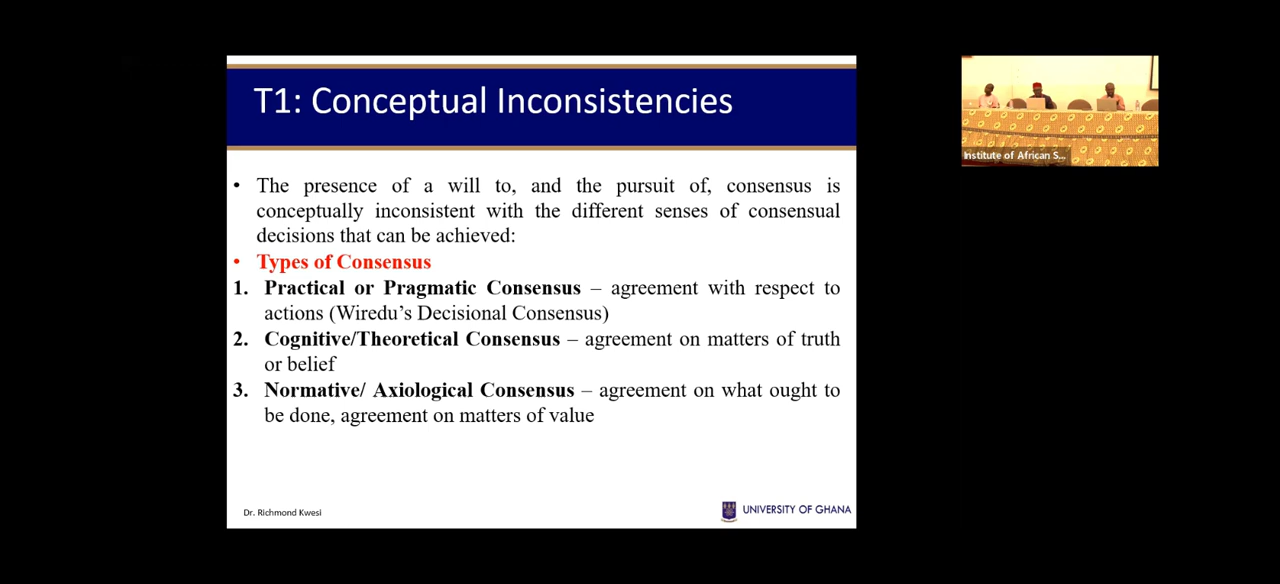 T1: Conceptual Inconsistencies
• The presence of a will to, and the pursuit of, consensus is
conceptually inconsistent with the different senses of consensual
decisions that can be achieved:
• Types of Consensus
1. Practical or Pragmatic Consensus – agreement with respect to
actions (Wiredu’s Decisional Consensus)
2. Cognitive/Theoretical Consensus – agreement on matters of truth
or belief
3. Normative/ Axiological Consensus – agreement on what ought to
be done, agreement on matters of value
Dr. Richmond Kwesi
UNIVERSITY OF GHANA
Institute of African S...